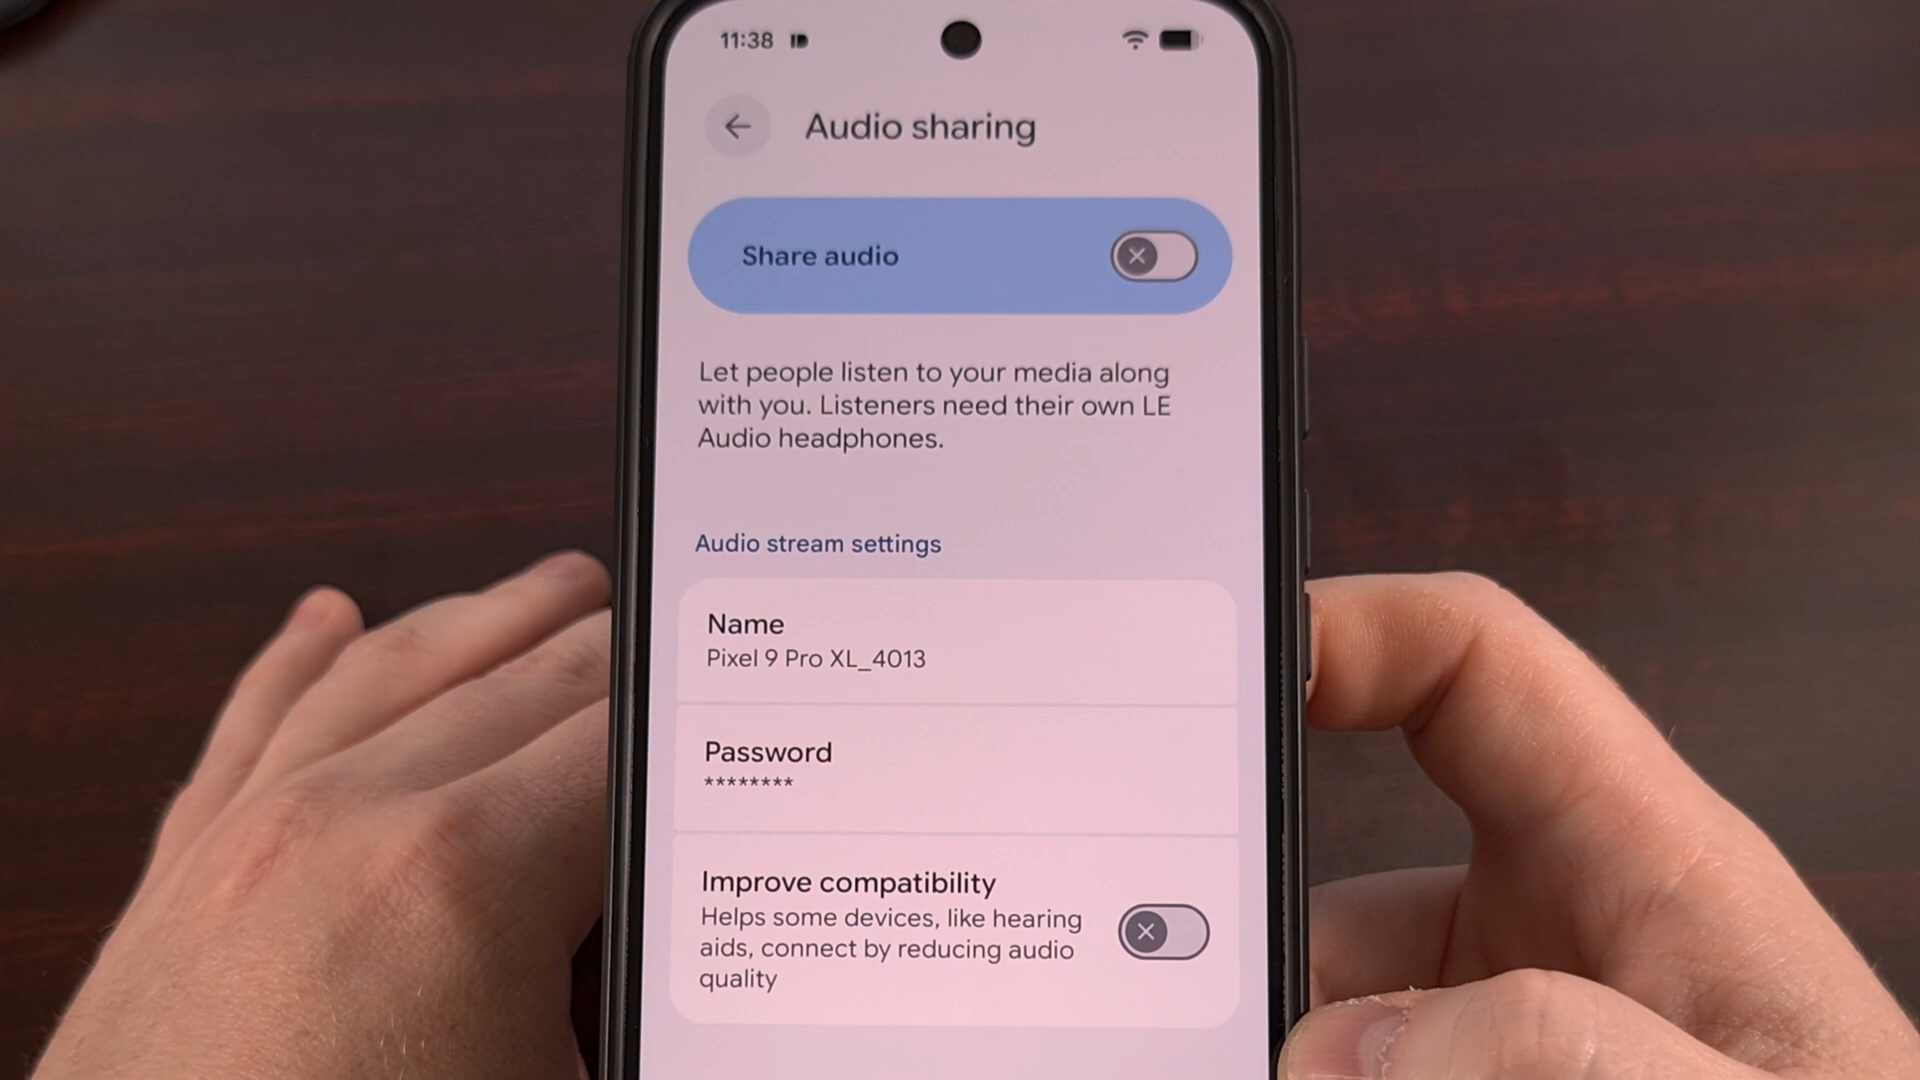 11:38
Audio sharing
Share audio
Let people listen to your media along
with you. Listeners need their own LE
Audio headphones.
Audio stream settings
Name
Pixel 9 Pro XL_4013
Password
********
Improve compatibility
Helps some devices, like hearing
aids, connect by reducing audio
quality